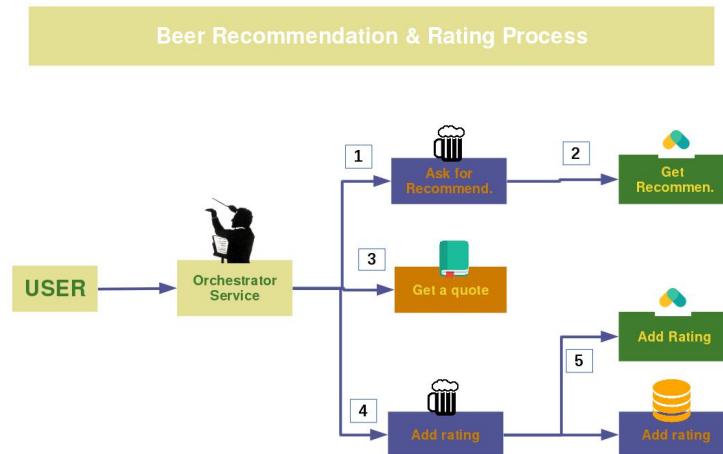 Beer Recommendation & Rating Process
1
2
Ask for
Recommend.
Get
Recommen.
3
USER
Orchestrator
Service
Get a quote
Add Rating
5
4
Add rating
Add rating